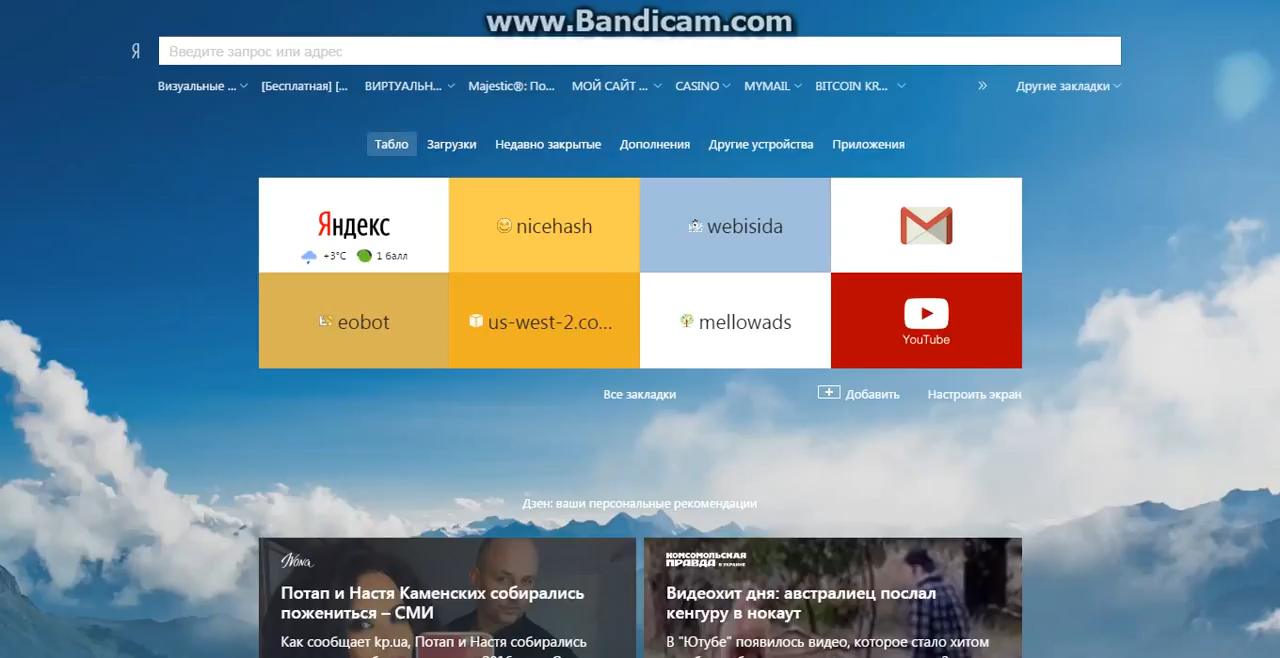 www.Bandicam.com
Я Введите запрос или адрес
Визуальные ... [Бесплатная] [... ВИРТУАЛЬН... Majestic®: По... МОЙ САЙТ ... CASINO MYMAIL BITCOIN KR... » Другие закладки
Табло Загрузки Недавно закрытые Дополнения Другие устройства Приложения
Яндекс
+3°C 1 балл
nicehash
webisida
eobot
us-west-2.co...
mellowads
YouTube
Все закладки Добавить Настроить экран
Дзен: ваши персональные рекомендации
Ivona
Потап и Настя Каменских собирались
пожениться – СМИ
Как сообщает kp.ua, Потап и Настя собирались
КОМСОМОЛЬСКАЯ
ПРАВДА В УКРАИНЕ
Видеохит дня: австралиец послал
кенгуру в нокаут
В "Ютубе" появилось видео, которое стало хитом